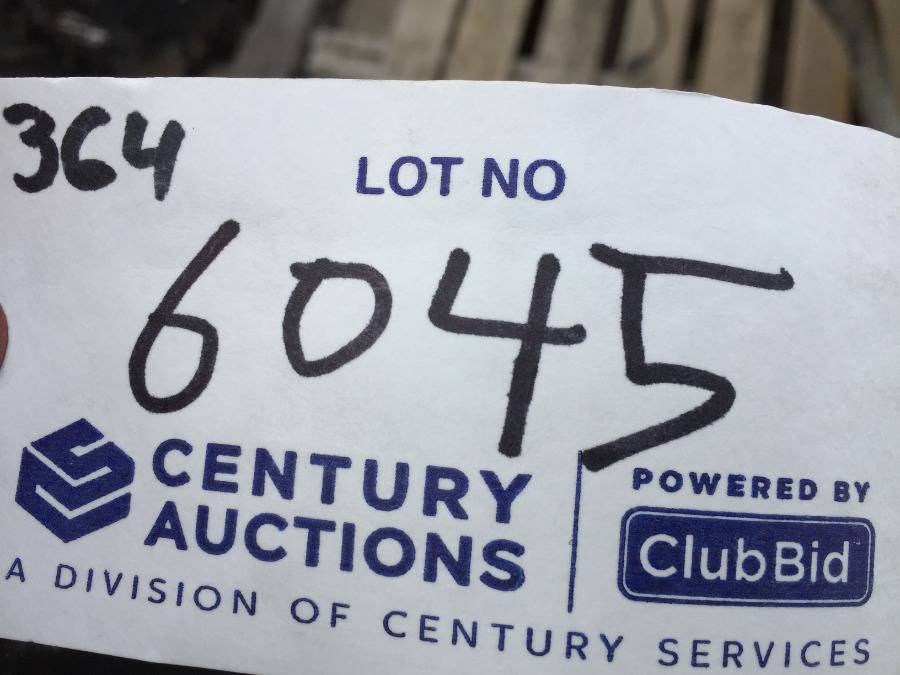 364
LOT NO
6045
CENTURY
AUCTIONS
A DIVISION OF CENTURY SERVICES
POWERED BY
ClubBid